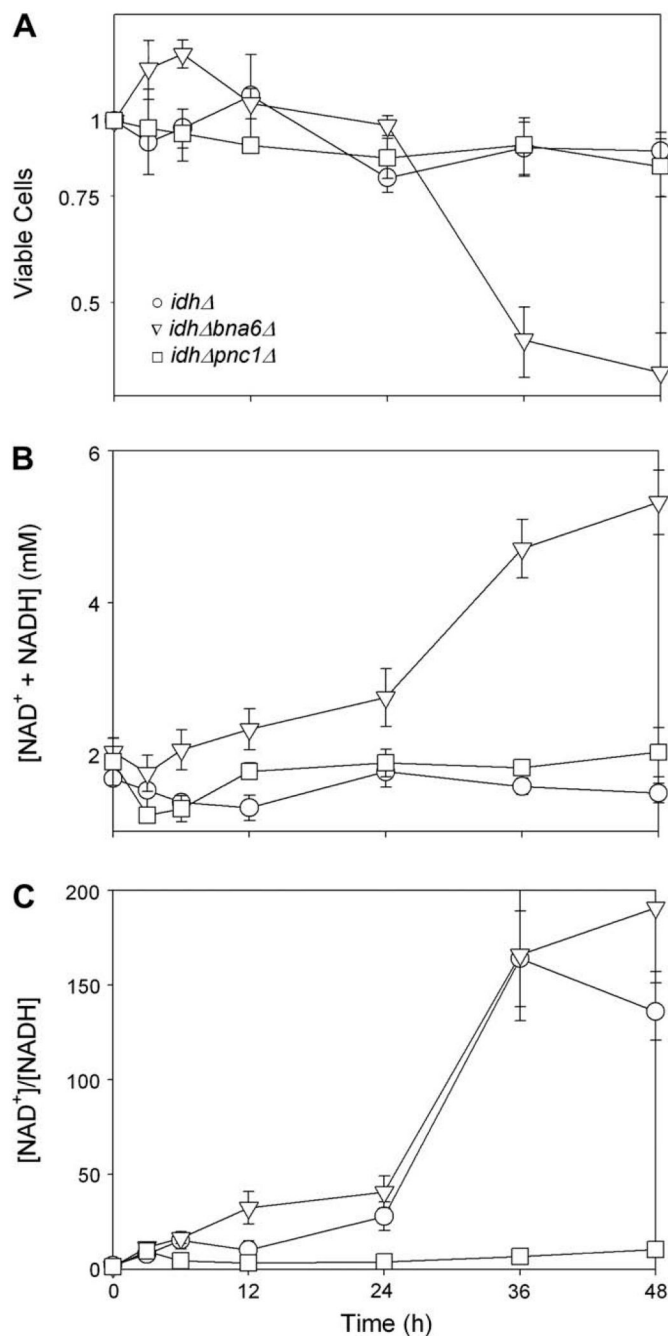 A
1
0.75
0.5
Viable Cells
idhΔ
idhΔbna6Δ
idhΔpnc1Δ
B
6
4
2
[NAD⁺ + NADH] (mM)
C
200
150
100
50
0
[NAD⁺]/[NADH]
0 12 24 36 48
Time (h)